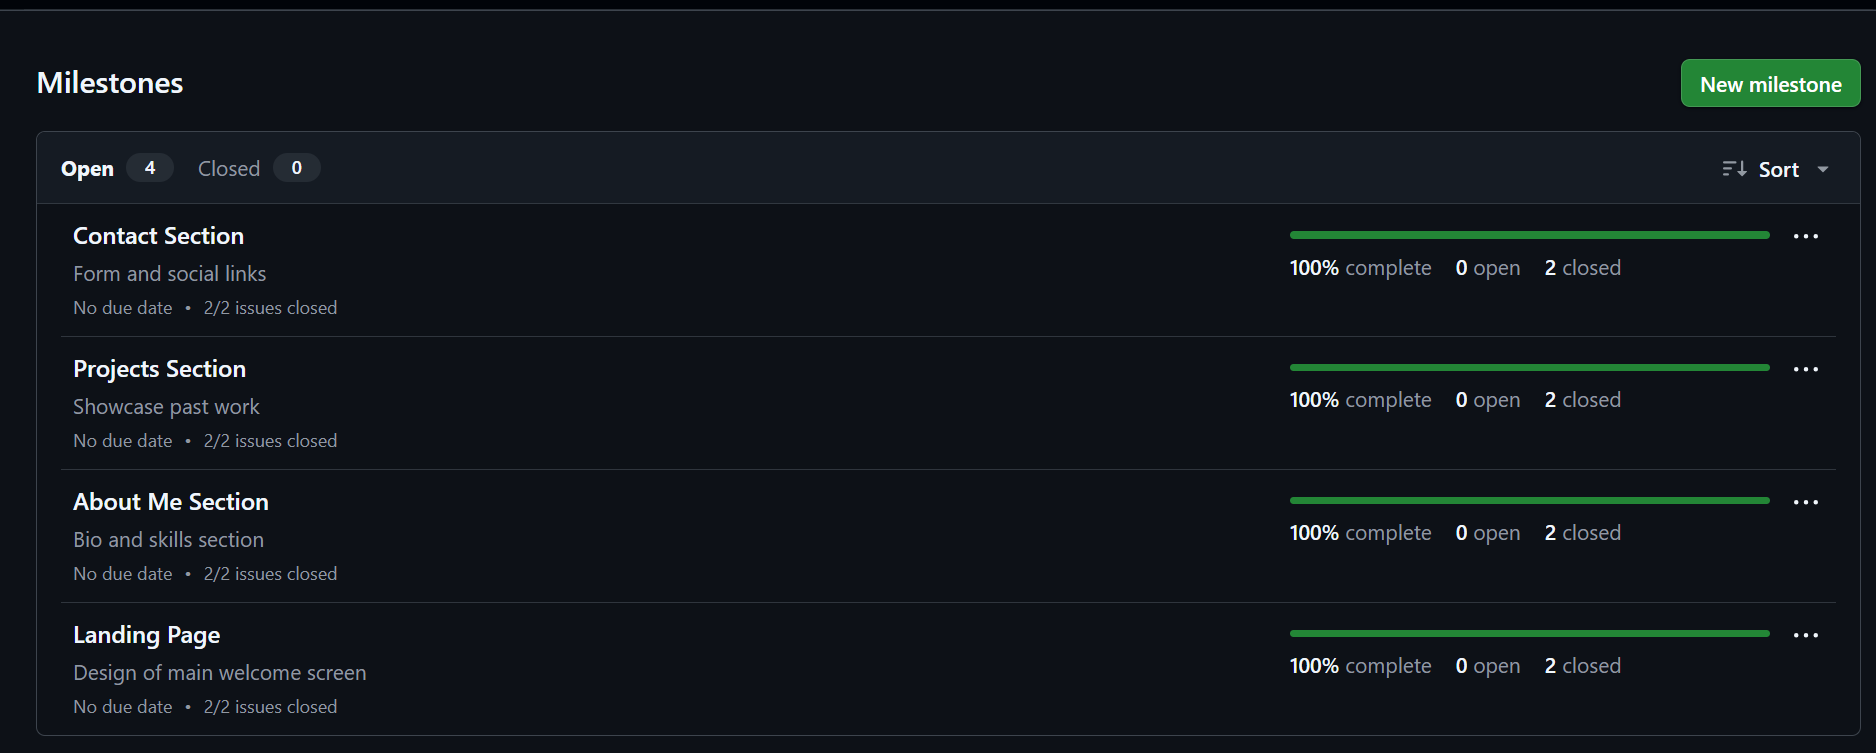 Milestones
New milestone
Open 4 Closed 0
Sort
Contact Section
100% complete 0 open 2 closed
Form and social links
No due date • 2/2 issues closed
Projects Section
100% complete 0 open 2 closed
Showcase past work
No due date • 2/2 issues closed
About Me Section
100% complete 0 open 2 closed
Bio and skills section
No due date • 2/2 issues closed
Landing Page
100% complete 0 open 2 closed
Design of main welcome screen
No due date • 2/2 issues closed